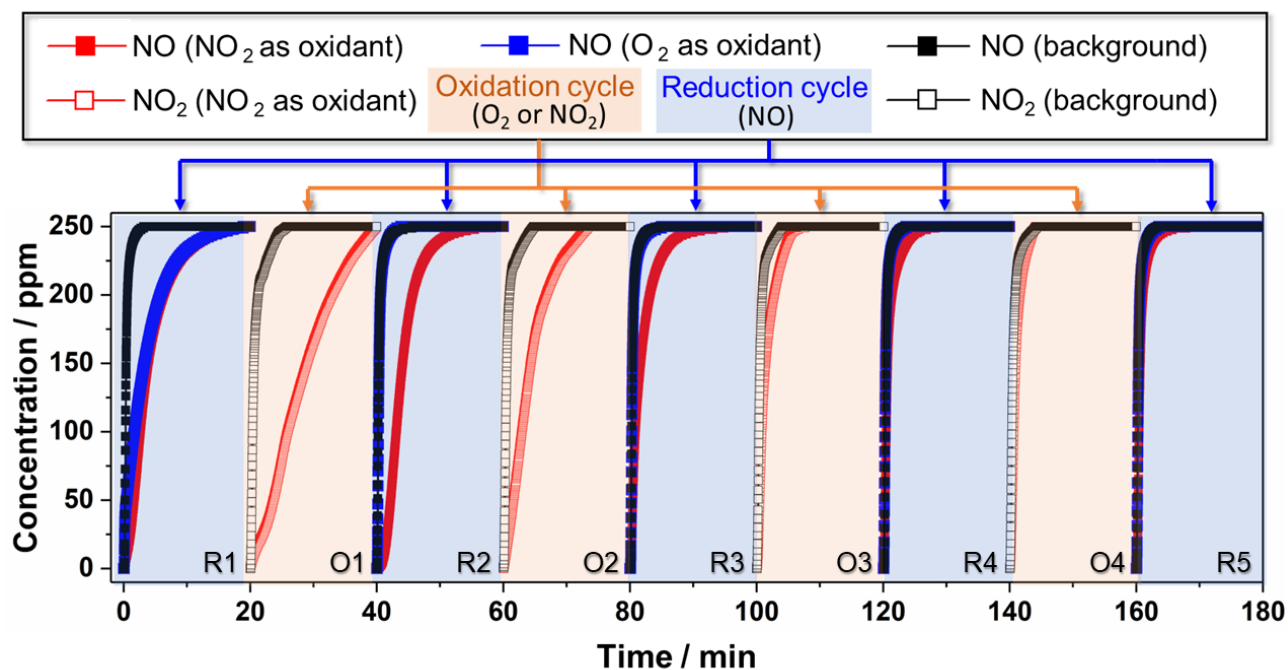 NO (NO₂ as oxidant) NO (O₂ as oxidant) NO (background)
NO₂ (NO₂ as oxidant) Oxidation cycle Reduction cycle NO₂ (background)
(O₂ or NO₂) (NO)
250
200
150
100
50
0
Concentration / ppm
R1 O1 R2 O2 R3 O3 R4 O4 R5
0 20 40 60 80 100 120 140 160 180
Time / min